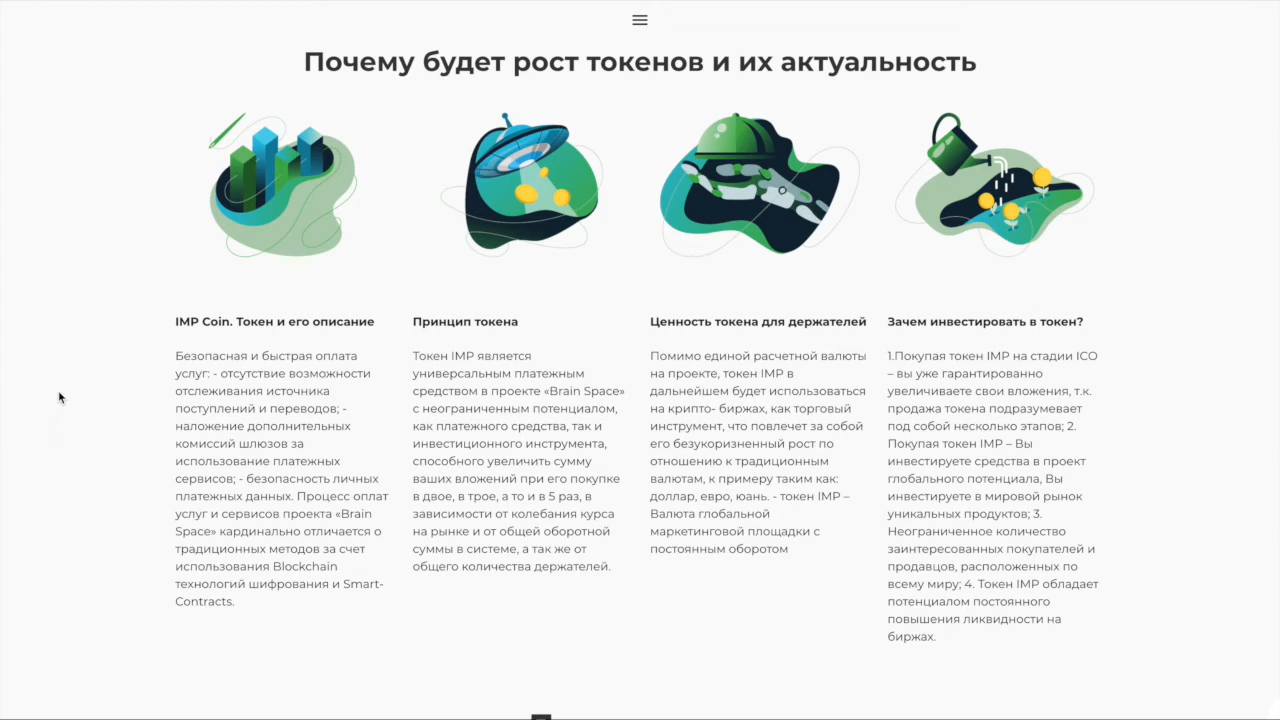 Почему будет рост токенов и их актуальность
IMP Coin. Токен и его описание
Безопасная и быстрая оплата
услуг: - отсутствие возможности
отслеживания источника
поступлений и переводов; -
наложение дополнительных
комиссий шлюзов за
использование платежных
сервисов; - безопасность личных
платежных данных. Процесс оплат
услуг и сервисов проекта «Brain
Space» кардинально отличается о
традиционных методов за счет
использования Blockchain
технологий шифрования и Smart-
Contracts.
Принцип токена
Токен IMP является
универсальным платежным
средством в проекте «Brain Space»
с неограниченным потенциалом,
как платежного средства, так и
инвестиционного инструмента,
способного увеличить сумму
ваших вложений при его покупке
в двое, в трое, а то и в 5 раз, в
зависимости от колебания курса
на рынке и от общей оборотной
суммы в системе, а так же от
общего количества держателей.
Ценность токена для держателей
Помимо единой расчетной валюты
на проекте, токен IMP в
дальнейшем будет использоваться
на крипто- биржах, как торговый
инструмент, что повлечет за собой
его безукоризненный рост по
отношению к традиционным
валютам, к примеру таким как:
доллар, евро, юань. - токен IMP –
Валюта глобальной
маркетинговой площадки с
постоянным оборотом
Зачем инвестировать в токен?
1.Покупая токен IMP на стадии ICO
– вы уже гарантированно
увеличиваете свои вложения, т.к.
продажа токена подразумевает
под собой несколько этапов; 2.
Покупая токен IMP – Вы
инвестируете средства в проект
глобального потенциала, Вы
инвестируете в мировой рынок
уникальных продуктов; 3.
Неограниченное количество
заинтересованных покупателей и
продавцов, расположенных по
всему миру; 4. Токен IMP обладает
потенциалом постоянного
повышения ликвидности на
биржах.